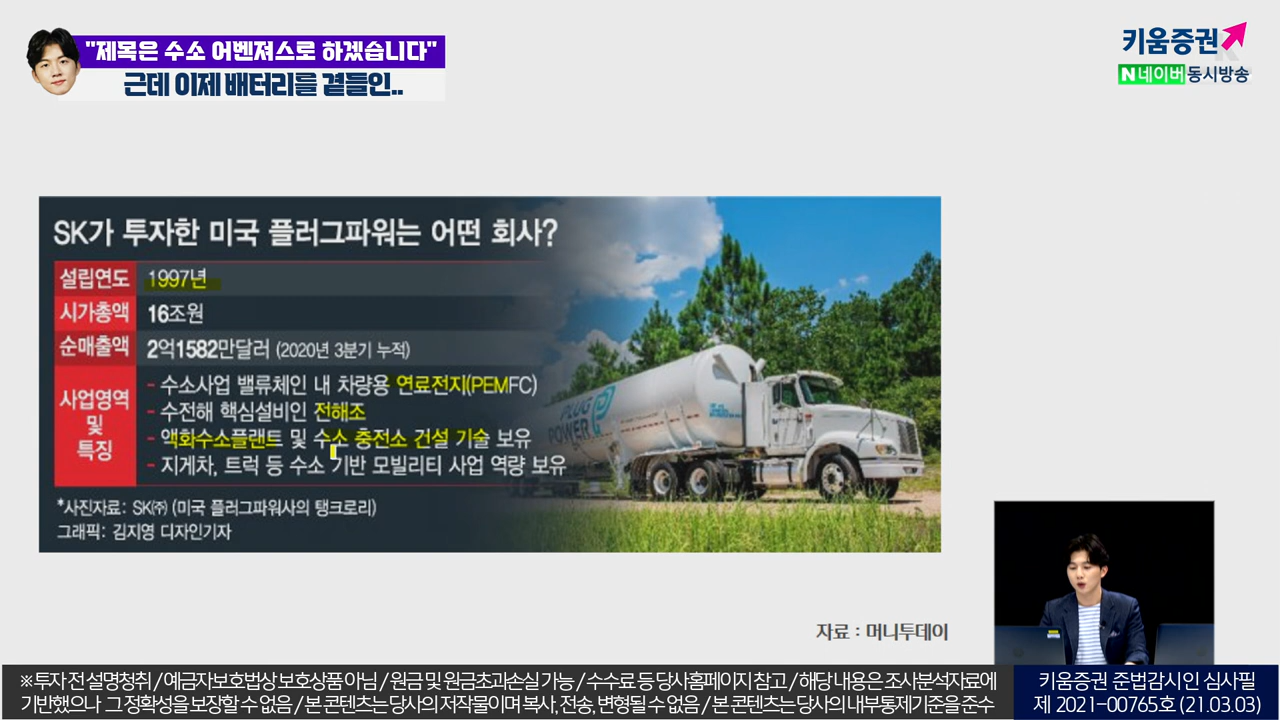 "제목은 수소 어벤져스로 하겠습니다"
근데 이제 배터리를 곁들인..
키움증권
N 네이버 동시방송
SK가 투자한 미국 플러그파워는 어떤 회사?
설립연도 1997년
시가총액 16조원
순매출액 2억1582만달러 (2020년 3분기 누적)
사업영역 및 특징
- 수소사업 밸류체인 내 차량용 연료전지(PEMFC)
- 수전해 핵심설비인 전해조
- 액화수소플랜트 및 수소 충전소 건설 기술 보유
- 지게차, 트럭 등 수소 기반 모빌리티 사업 역량 보유
*사진자료: SK㈜ (미국 플러그파워사의 탱크로리)
그래픽: 김지영 디자인기자
PLUG
POWER
자료 : 머니투데이
※ 투자 전 설명청취 / 예금자보호법상 보호상품 아님 / 원금 및 원금초과손실 가능 / 수수료 등 당사홈페이지 참고 / 해당 내용은 조사분석자료에
기반했으나 그 정확성을 보장할 수 없음 / 본 콘텐츠는 당사의 저작물이며 복사, 전송, 변형될 수 없음 / 본 콘텐츠는 당사의 내부통제기준을 준수
키움증권 준법감시인 심사필
제 2021-00765호 (21.03.03)